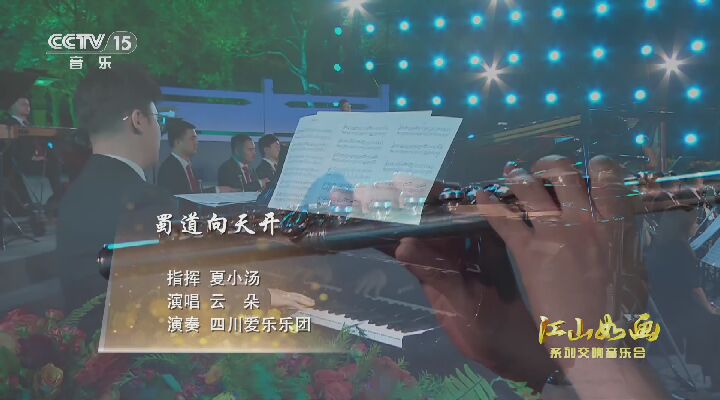 CCTV 15
音乐
蜀道向天开
指挥 夏小汤
演唱 云 朵
演奏 四川爱乐乐团
江山如画
系列交响音乐会